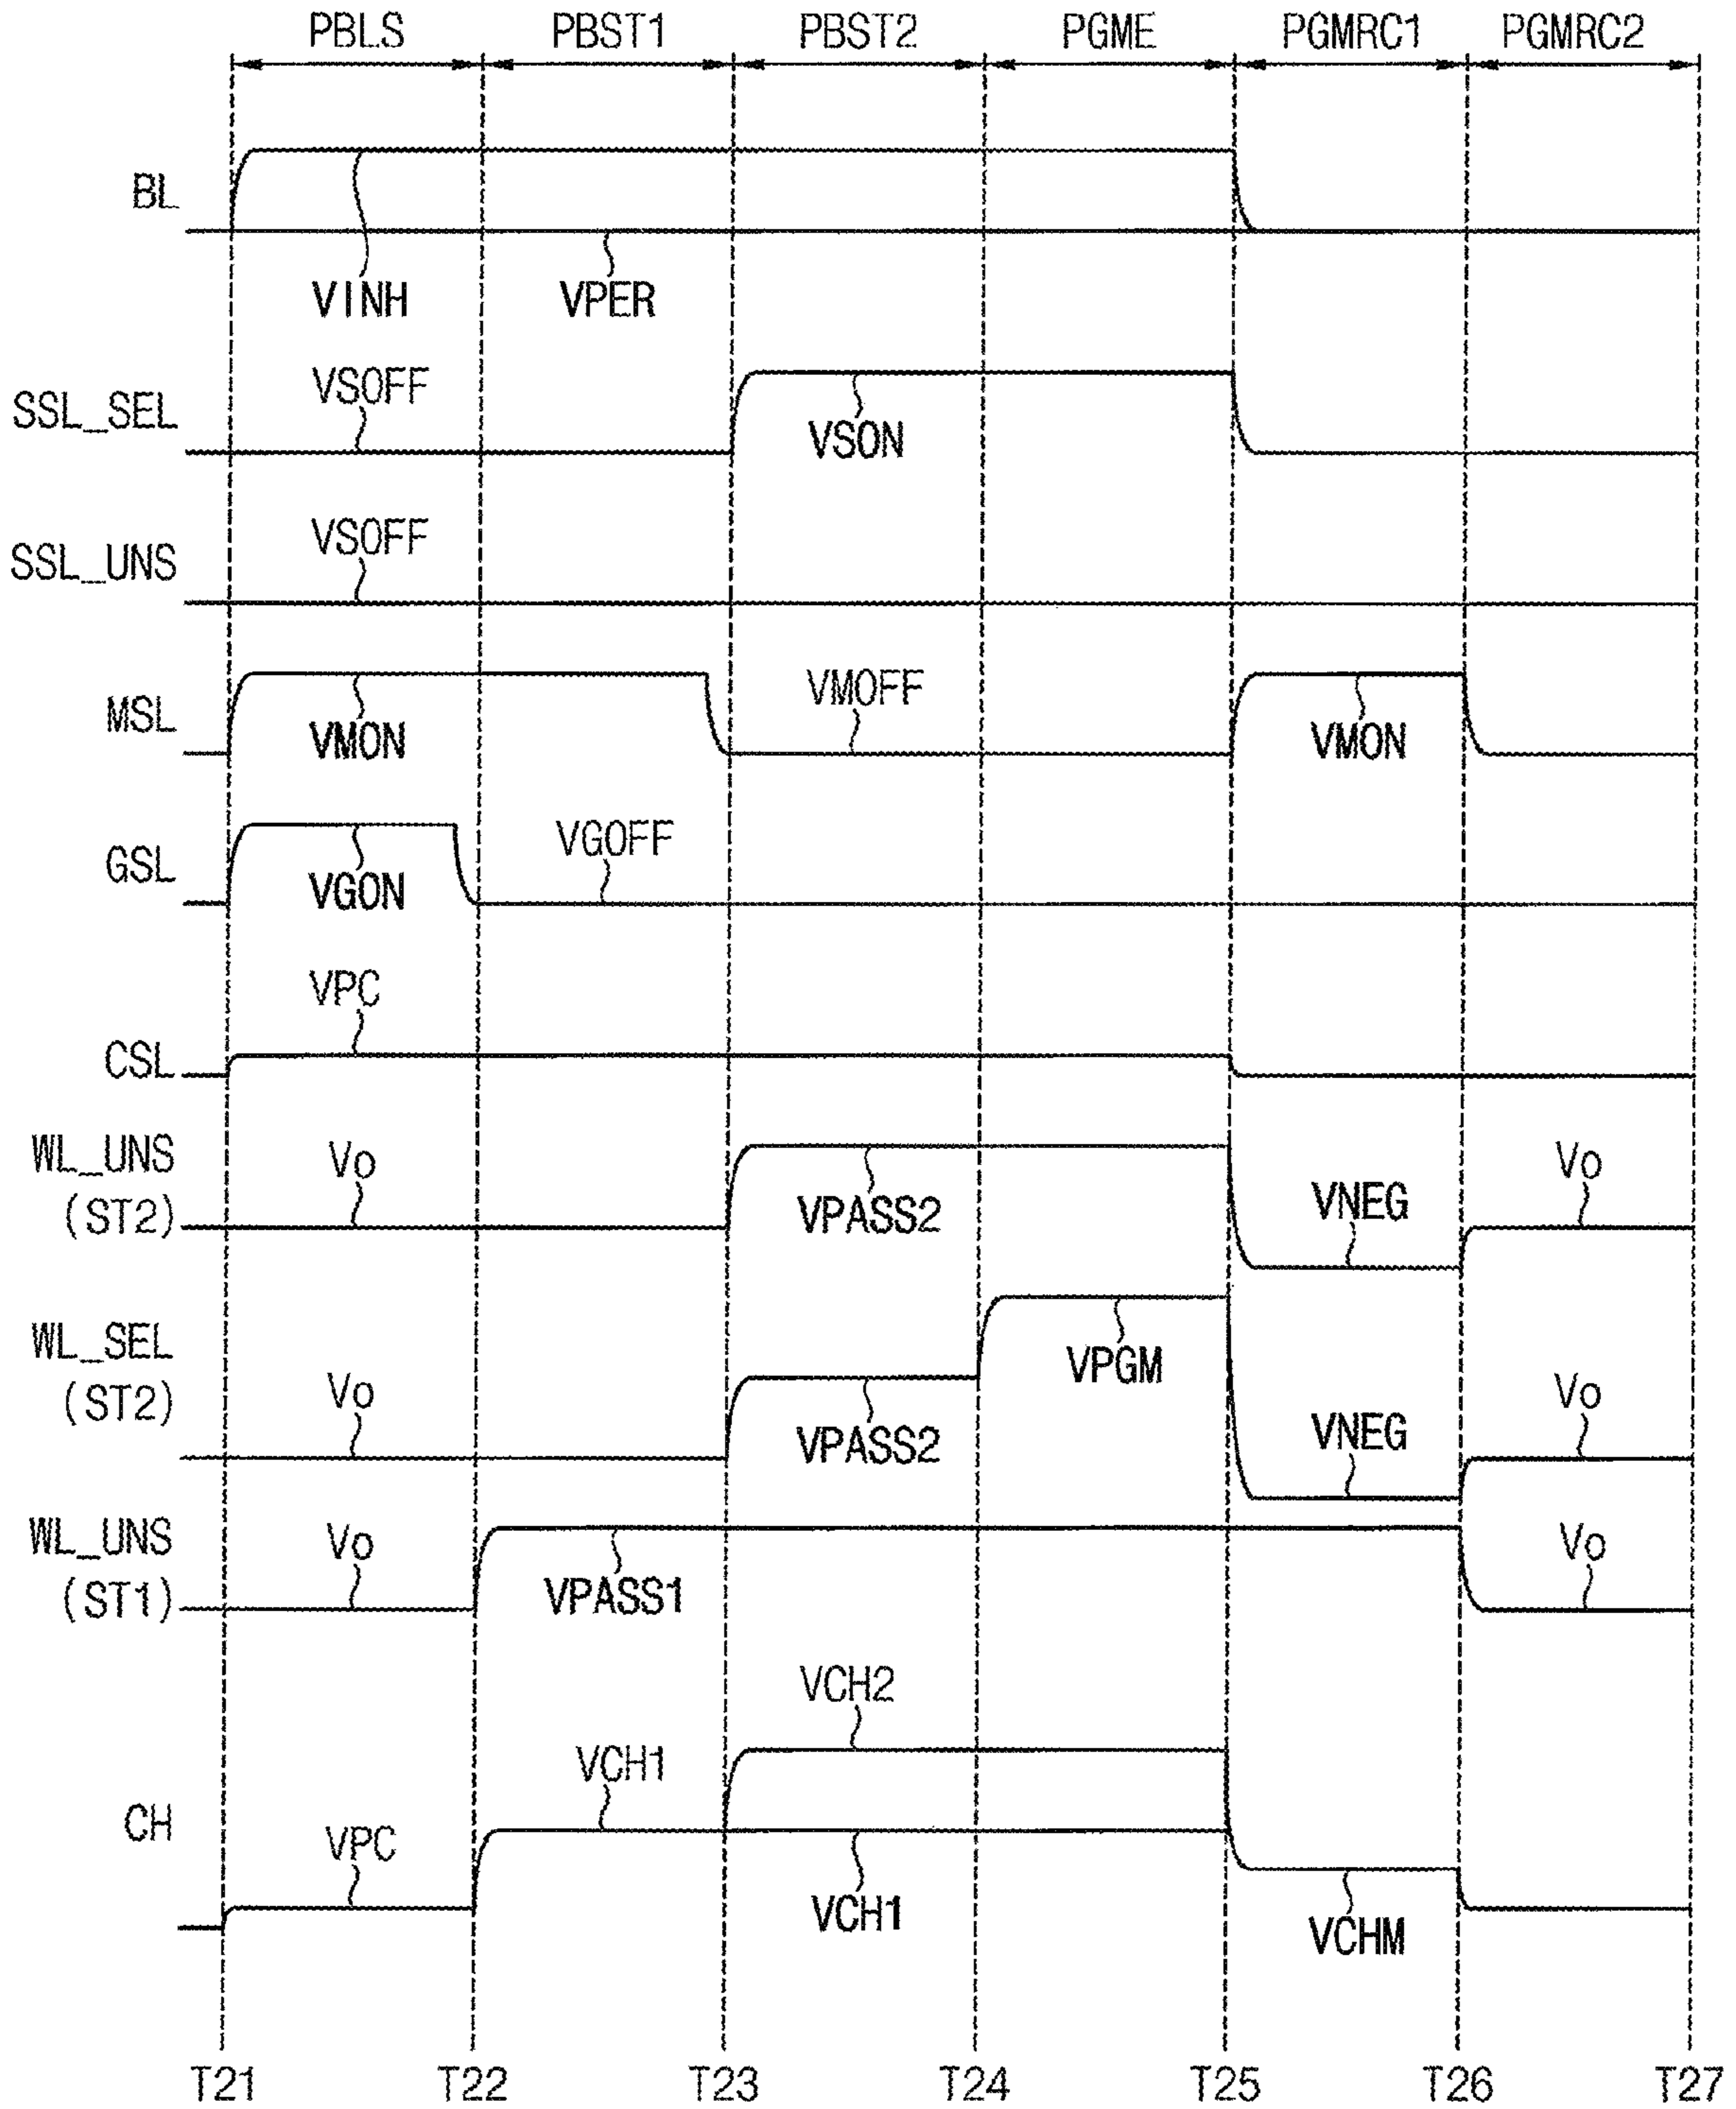 PBLS PBST1 PBST2 PGME PGMRC1 PGMRC2
BL
VINH VPER
SSL_SEL VSOFF VSON
SSL_UNS VSOFF
MSL VMON VMOFF VMON
GSL VGON VGOFF
CSL VPC
WL_UNS (ST2) Vo VPASS2 VNEG Vo
WL_SEL (ST2) Vo VPASS2 VPGM VNEG Vo
WL_UNS (ST1) Vo VPASS1 Vo
CH VPC VCH1 VCH2 VCH1 VCHM
T21 T22 T23 T24 T25 T26 T27